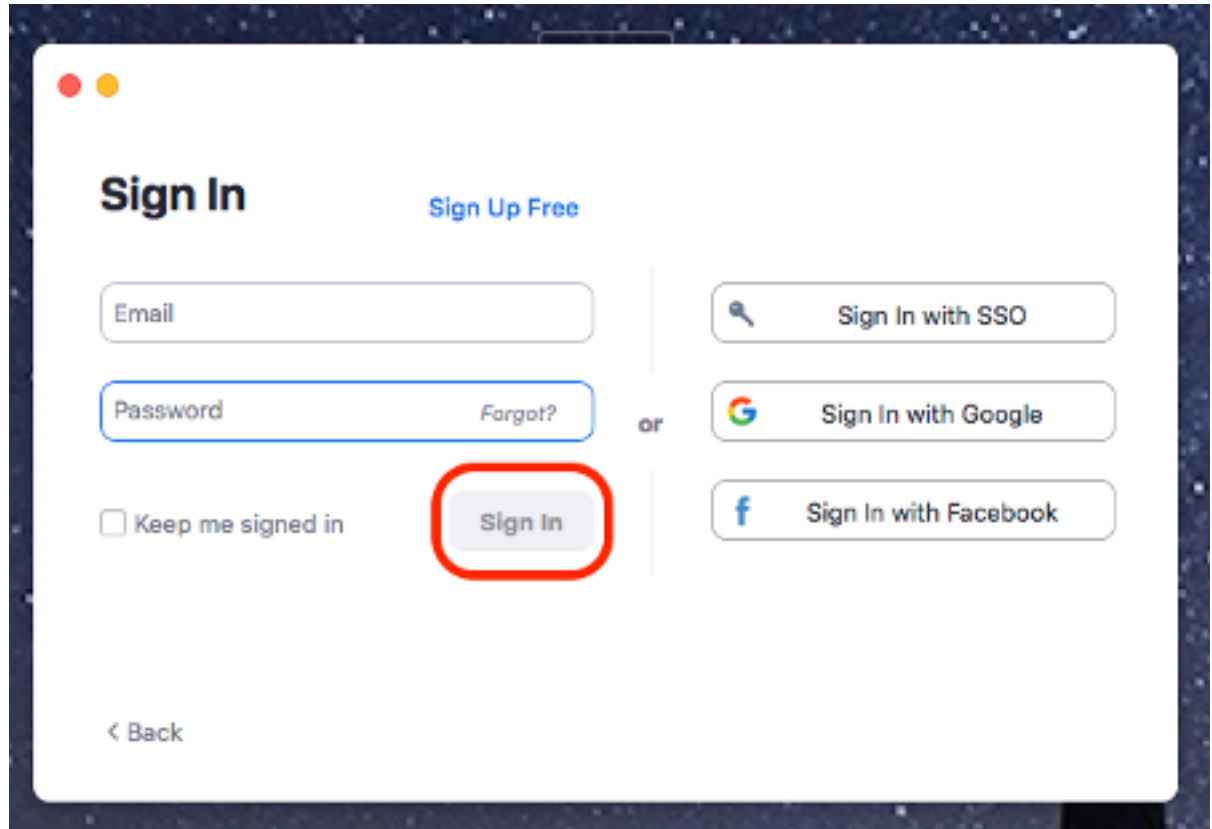 Sign In
Sign Up Free
Email
Password Forgot?
Keep me signed in
Sign In
or
Sign In with SSO
Sign In with Google
Sign In with Facebook
< Back